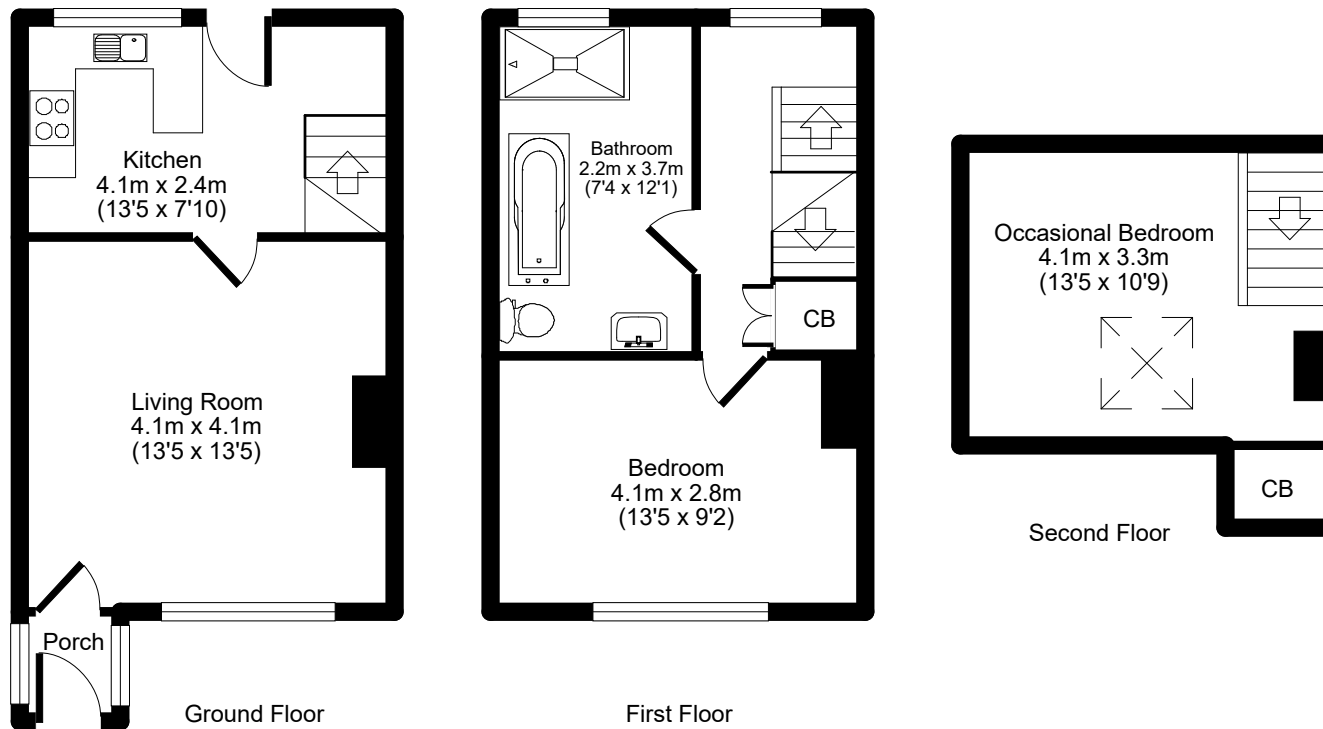 Kitchen
4.1m x 2.4m
(13'5 x 7'10)
Living Room
4.1m x 4.1m
(13'5 x 13'5)
Porch
Ground Floor
Bathroom
2.2m x 3.7m
(7'4 x 12'1)
CB
Bedroom
4.1m x 2.8m
(13'5 x 9'2)
First Floor
Occasional Bedroom
4.1m x 3.3m
(13'5 x 10'9)
CB
Second Floor